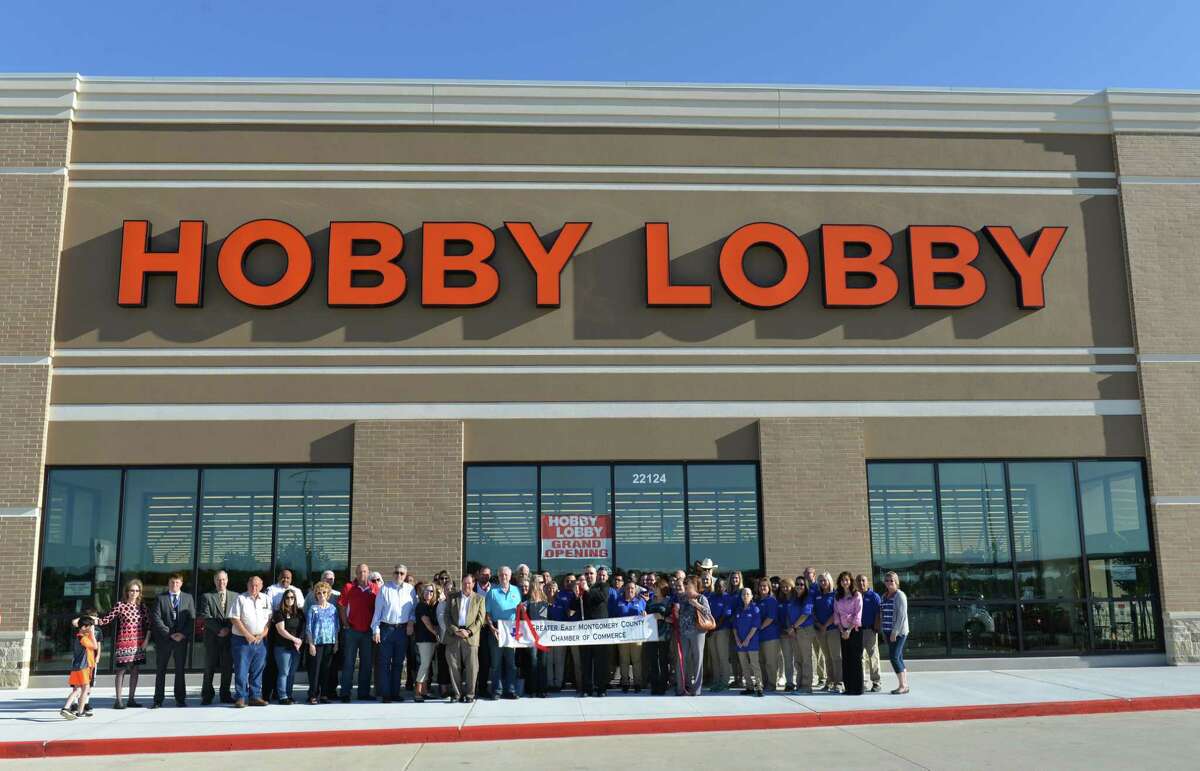 HOBBY LOBBY
22124
HOBBY
LOBBY
GRAND
OPENING
GREATER EAST MONTGOMERY COUNTY
CHAMBER OF COMMERCE